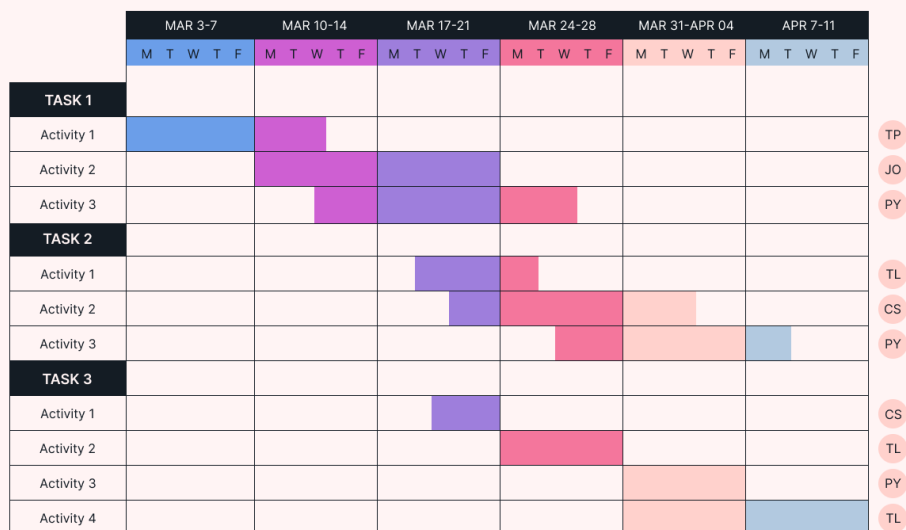 MAR 3-7 MAR 10-14 MAR 17-21 MAR 24-28 MAR 31-APR 04 APR 7-11
M T W T F M T W T F M T W T F M T W T F M T W T F M T W T F
TASK 1
Activity 1 TP
Activity 2 JO
Activity 3 PY
TASK 2
Activity 1 TL
Activity 2 CS
Activity 3 PY
TASK 3
Activity 1 CS
Activity 2 TL
Activity 3 PY
Activity 4 TL